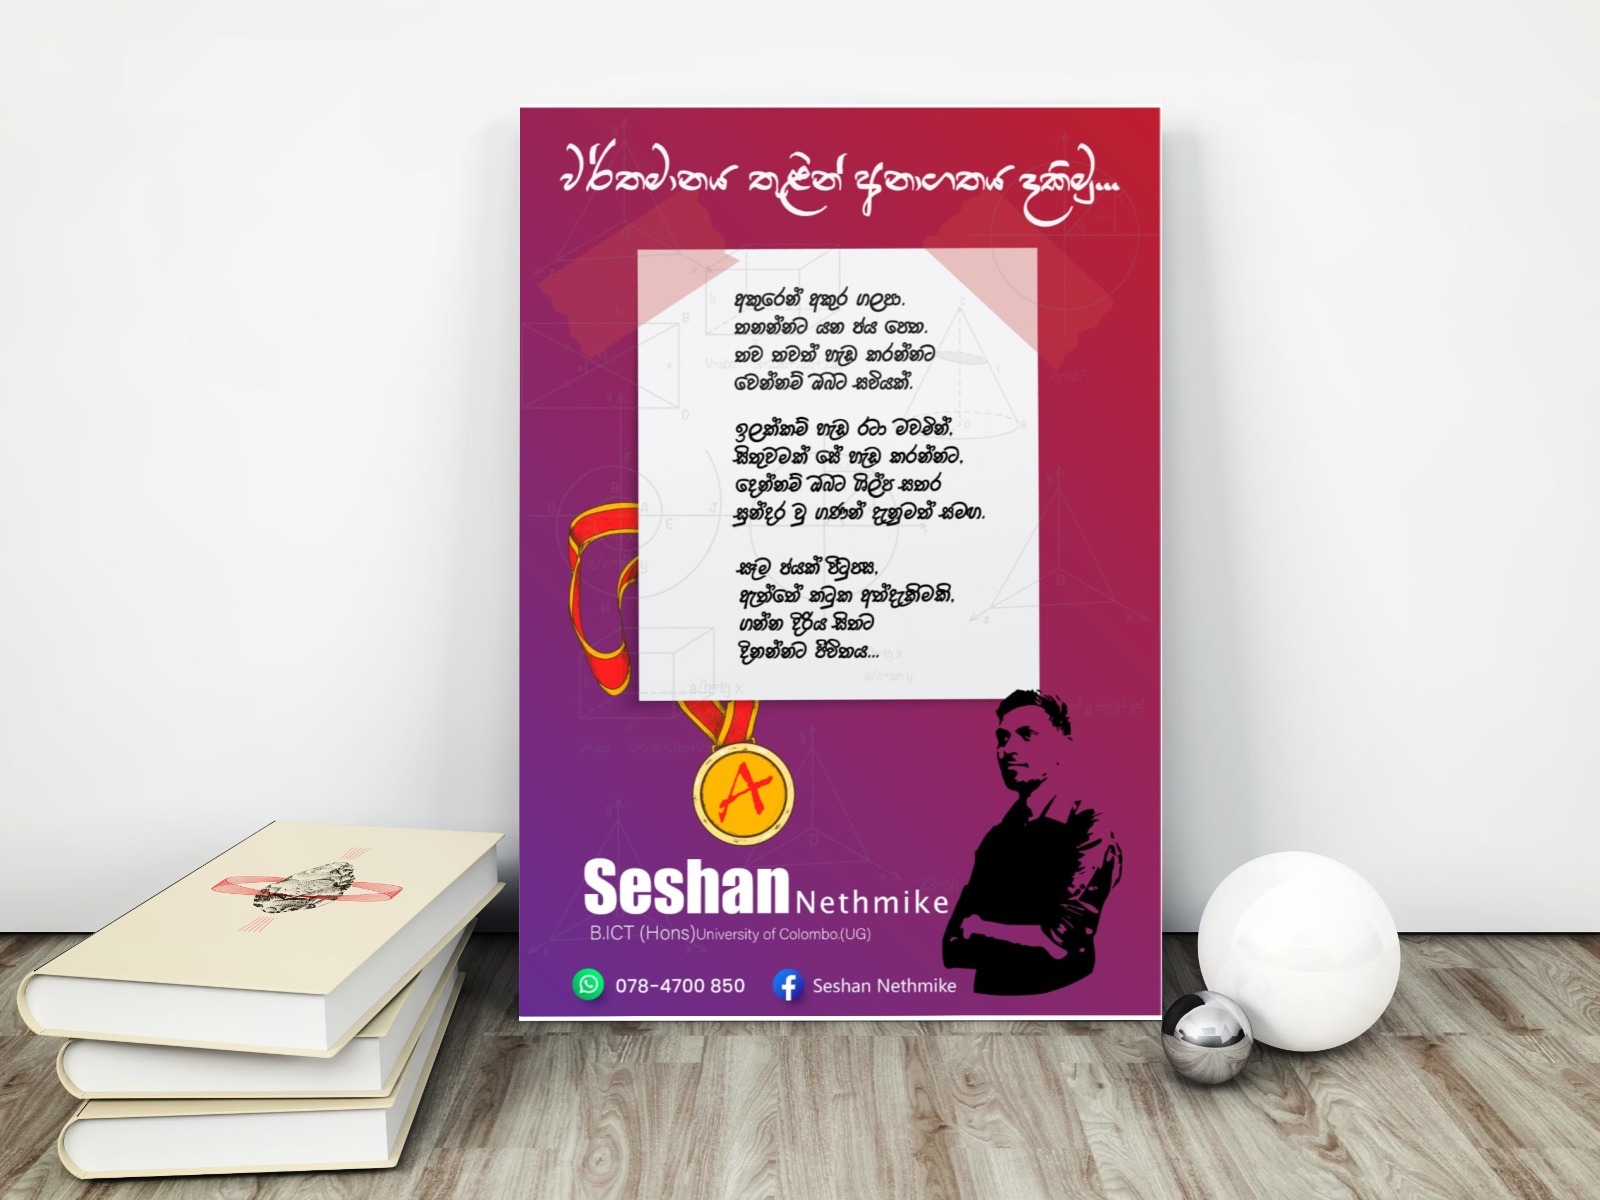 වර්තමානය තුළින් අනාගතය දකිමු...
අකුරෙන් අකුර ගලපා,
තනන්නට යන ජය පෙත,
තව තවත් හැඩ කරන්නට
වෙන්නම් ඔබට සවියක්.
ඉලක්කම් හැඩ රටා මවමින්,
සිතුවමක් සේ හැඩ කරන්නට,
දෙන්නම් ඔබට ශිල්ප සතර
සුන්දර වූ ගණන් දැනුමත් සමග.
සෑම ජයක් පිටුපස,
ඇත්තේ කටුක අත්දැකීමකි,
ගන්න දිරිය සිතට
දිනන්නට ජීවිතය...
A
Seshan Nethmike
B.ICT (Hons)University of Colombo.(UG)
078-4700 850 Seshan Nethmike